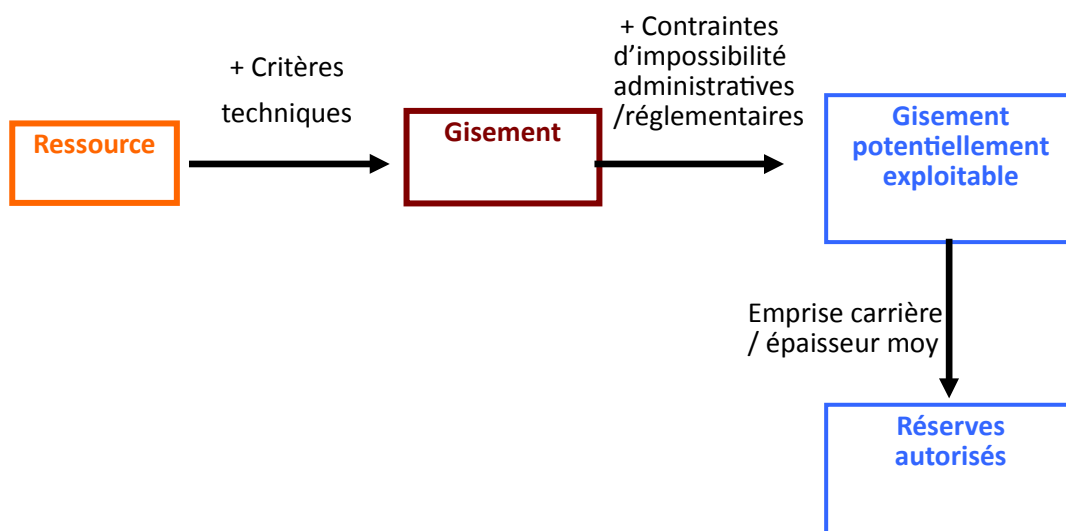 Ressource
+ Critères
techniques
Gisement
+ Contraintes
d’impossibilité
administratives
/réglementaires
Gisement
potentiellement
exploitable
Emprise carrière
/ épaisseur moy
Réserves
autorisés